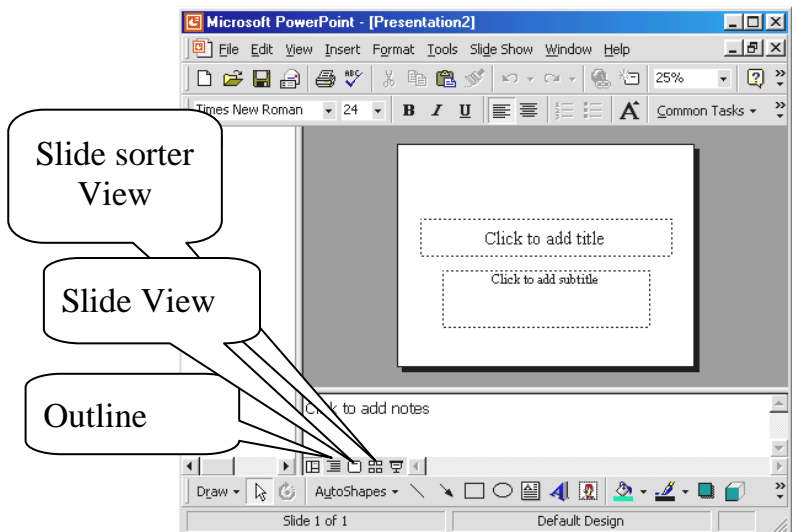 Microsoft PowerPoint - [Presentation2]
File Edit View Insert Format Tools Slide Show Window Help
ABC
25%
Times New Roman 24 B I U A Common Tasks
Slide sorter
View
Click to add title
Click to add subtitle
Slide View
Outline
Click to add notes
Draw AutoShapes
Slide 1 of 1 Default Design